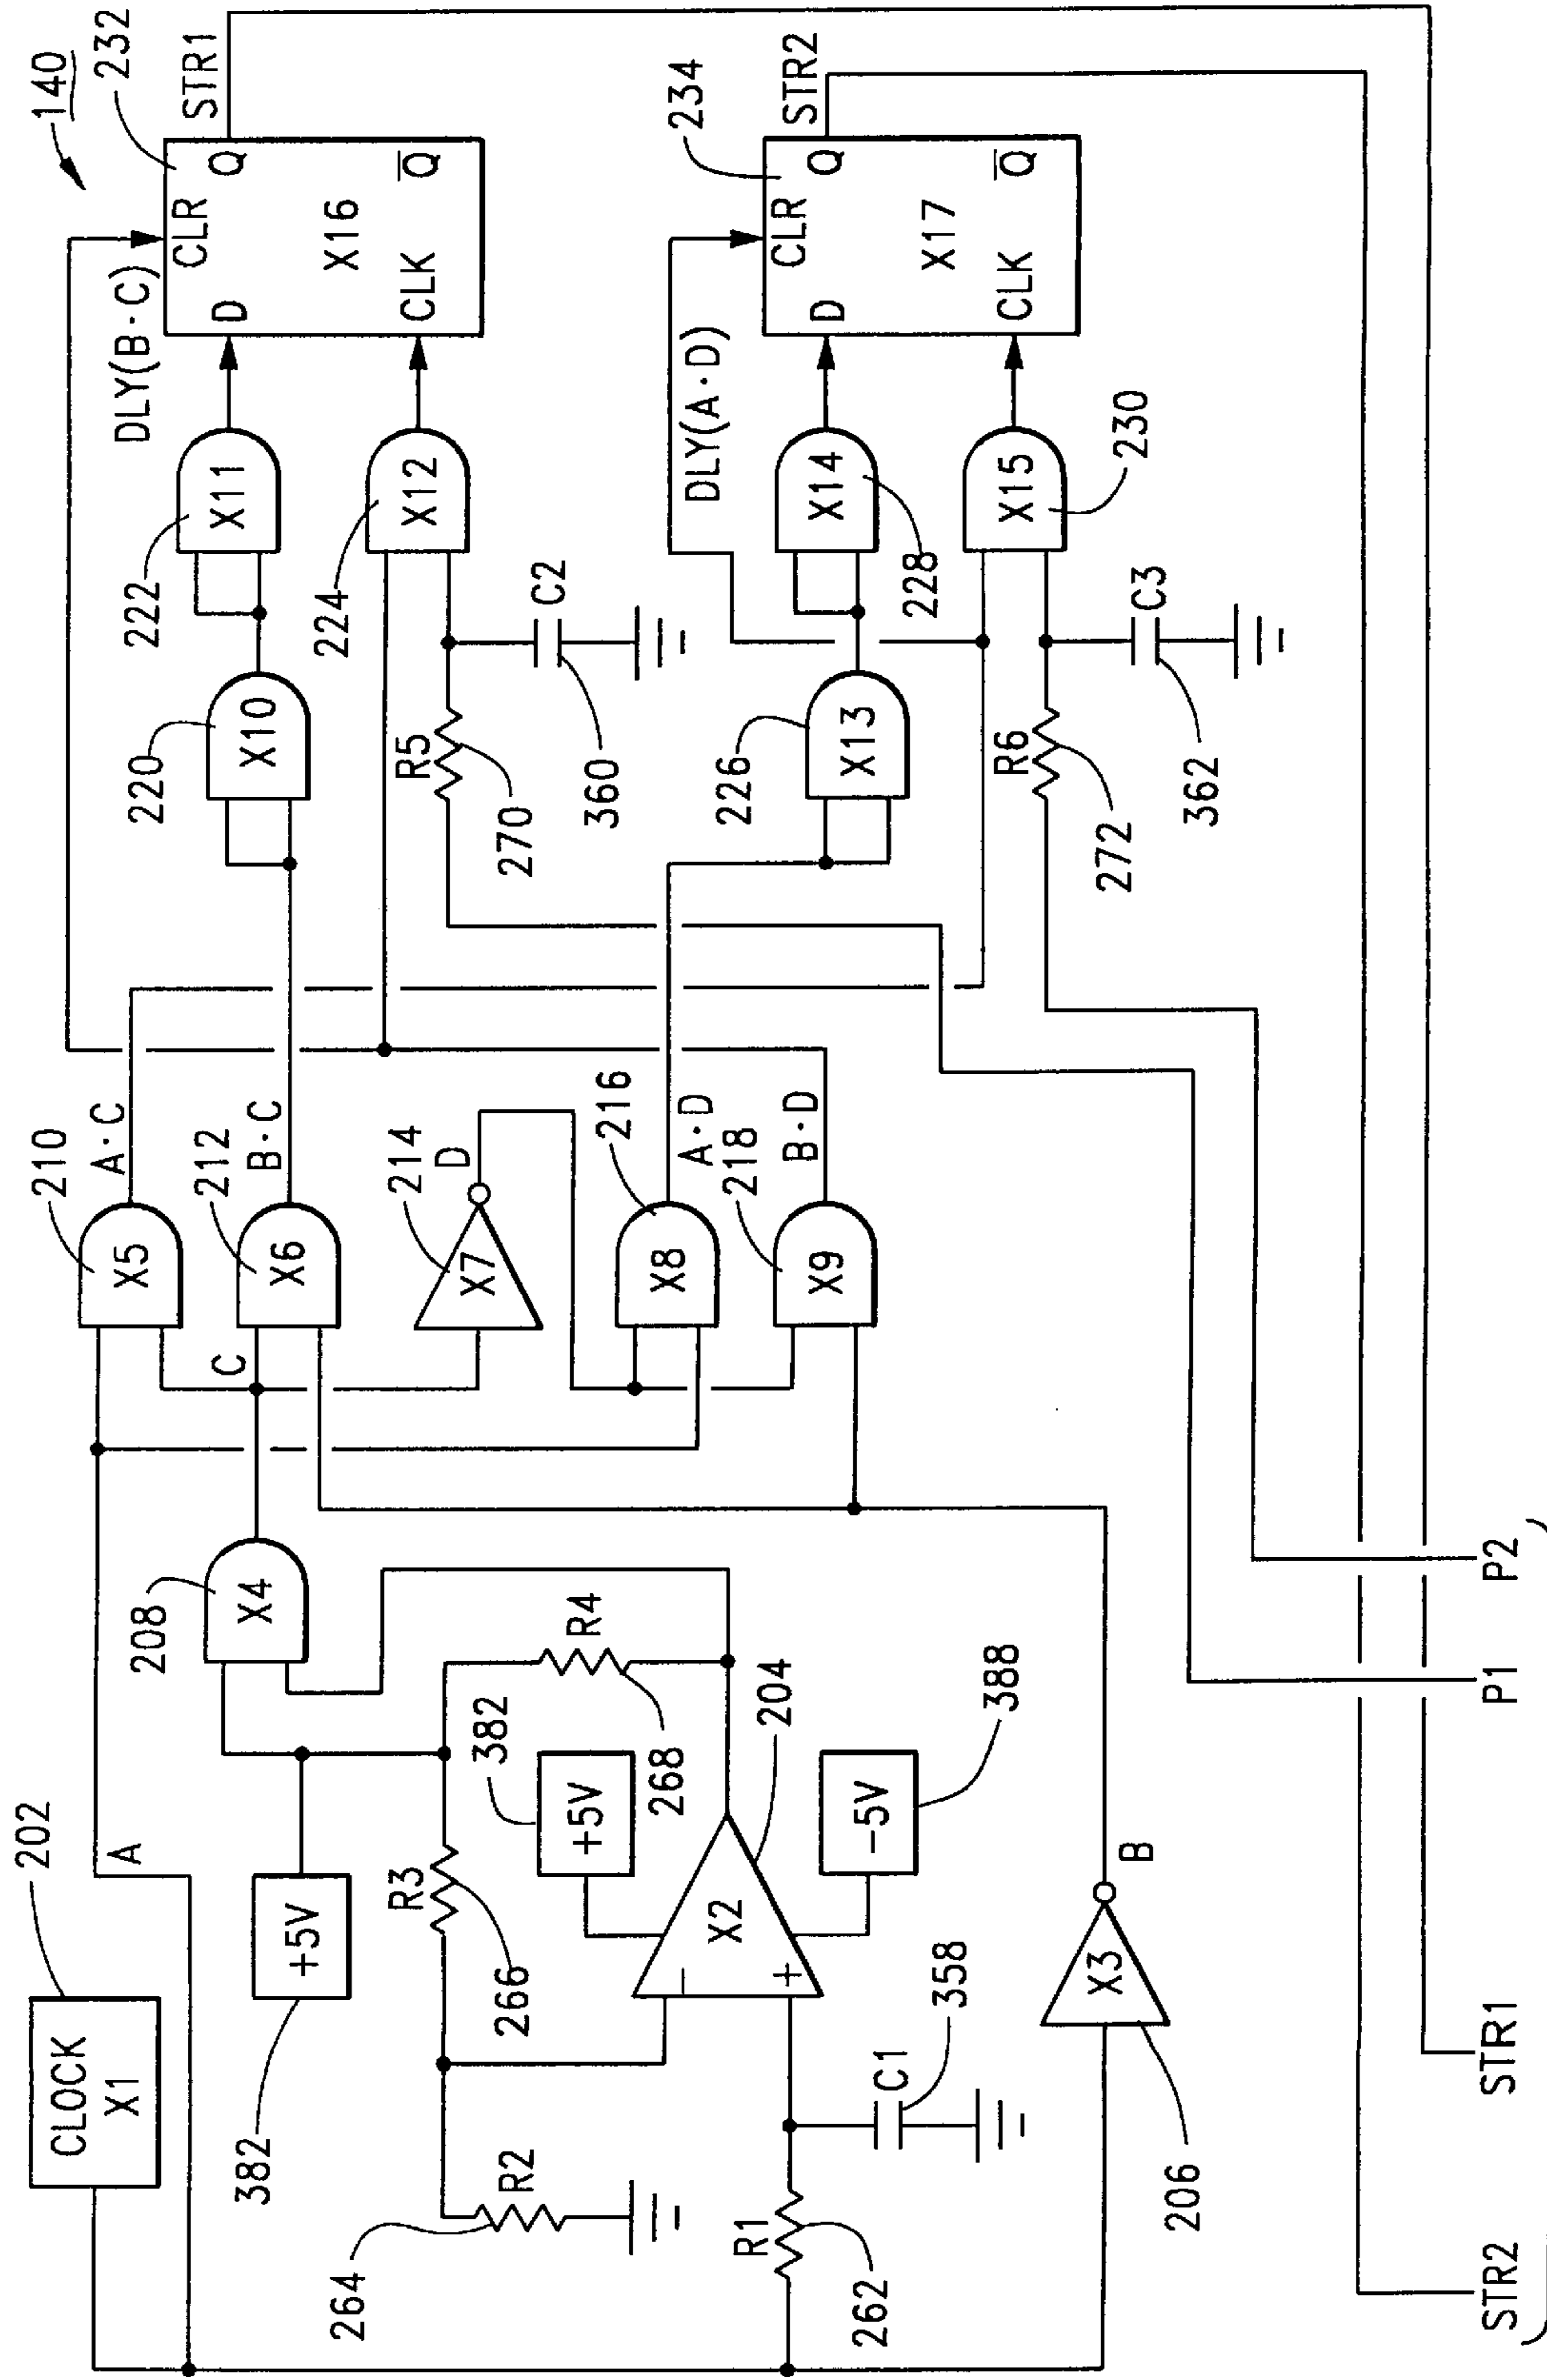 140
232
STR1
DLY(B·C)
CLR
D
Q
X16
CLK
Q̅
222
X11
220
X10
224
X12
R5
270
C2
360
234
STR2
DLY(A·D)
CLR
D
Q
X17
CLK
Q̅
X14
228
226
X13
X15
230
R6
272
C3
362
210
A·C
X5
212
B·C
X6
C
214
D
X7
216
A·D
X8
218
B·D
X9
208
X4
202
CLOCK
X1
A
382
+5V
R4
268
R3
266
382
+5V
204
X2
−
+
-5V
388
264
R2
R1
262
C1
358
X3
206
B
STR2
STR1
P1
P2